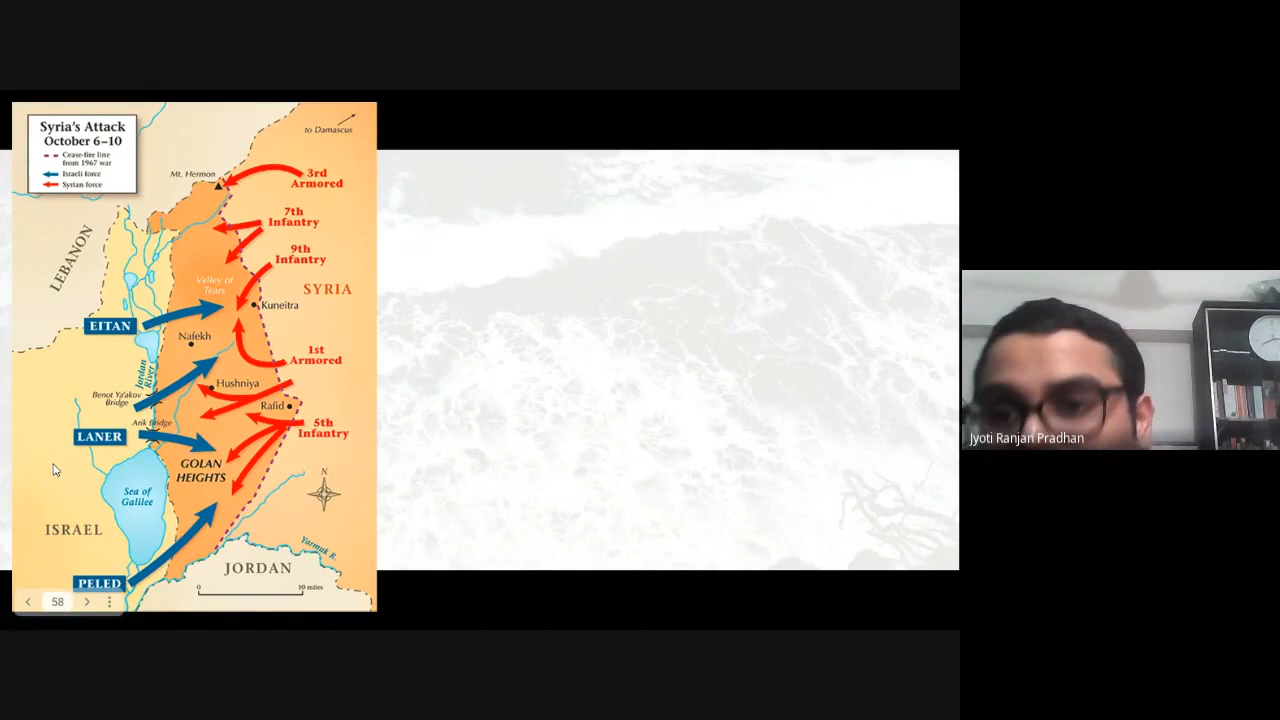 Syria's Attack
October 6–10
Cease-fire line
from 1967 war
Israeli force
Syrian force
to Damascus
Mt. Hermon
3rd
Armored
7th
Infantry
LEBANON
9th
Infantry
Valley of
Tears
SYRIA
Kuneitra
EITAN
Nafekh
1st
Armored
Jordan
River
Hushniya
Benot Ya'akov
Bridge
Rafid
Arik Bridge
5th
Infantry
LANER
GOLAN
HEIGHTS
N
Sea of
Galilee
ISRAEL
Yarmuk R.
JORDAN
PELED
0 10 miles
58
Jyoti Ranjan Pradhan